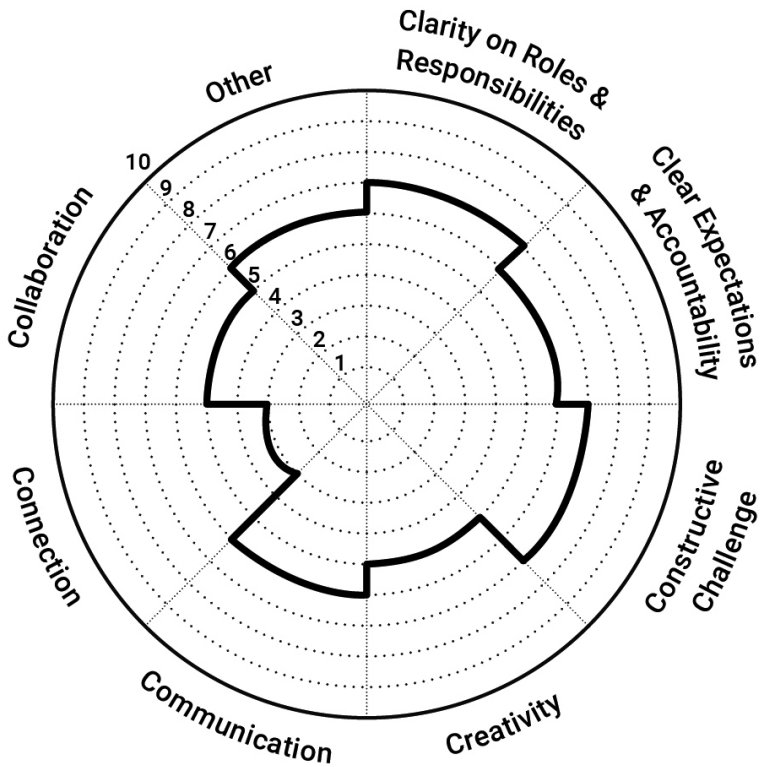 Clarity on Roles &
Responsibilities
Clear Expectations
& Accountability
Constructive
Challenge
Creativity
Communication
Connection
Collaboration
Other
10
9
8
7
6
5
4
3
2
1